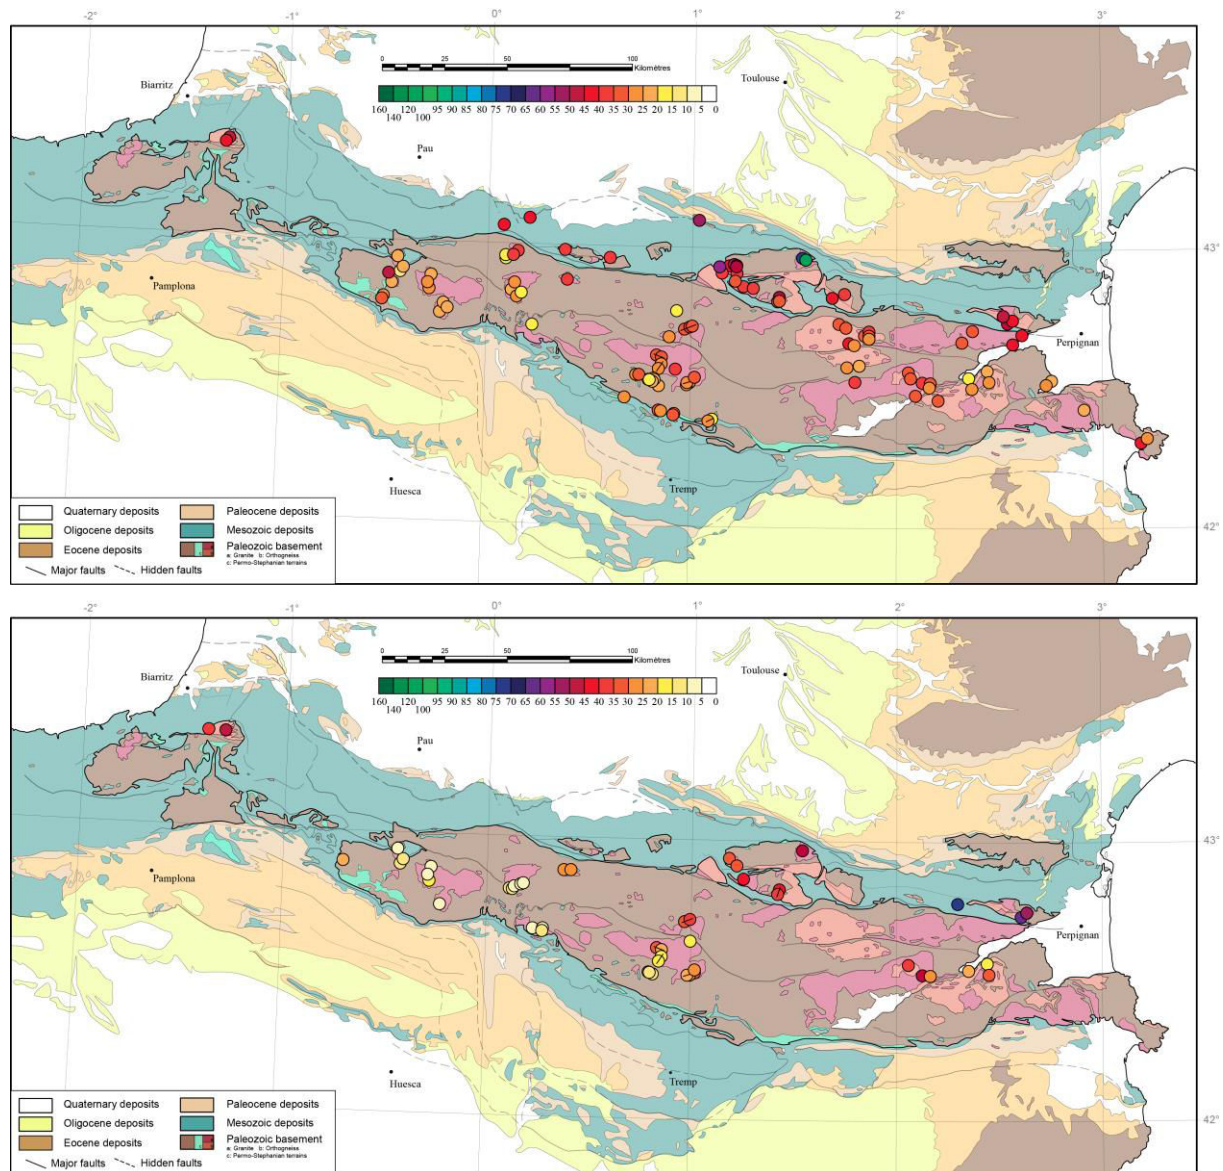 -2° -1° 0° 1° 2° 3°
0 25 50 100
Kilomètres
Biarritz
Toulouse
160 120 95 85 75 65 55 45 35 25 15 5
140 100 90 80 70 60 50 40 30 20 10 0
Pau
43°
Pamplona
Perpignan
Huesca
Tremp
42°
Quaternary deposits
Paleocene deposits
Oligocene deposits
Mesozoic deposits
Eocene deposits
Paleozoic basement
a: Granite b: Orthogneiss
c: Permo-Stephanian terrains
Major faults
Hidden faults
-2° -1° 0° 1° 2° 3°
0 25 50 100
Kilomètres
Biarritz
Toulouse
160 120 95 85 75 65 55 45 35 25 15 5
140 100 90 80 70 60 50 40 30 20 10 0
Pau
43°
Pamplona
Perpignan
Huesca
Tremp
42°
Quaternary deposits
Paleocene deposits
Oligocene deposits
Mesozoic deposits
Eocene deposits
Paleozoic basement
a: Granite b: Orthogneiss
c: Permo-Stephanian terrains
Major faults
Hidden faults